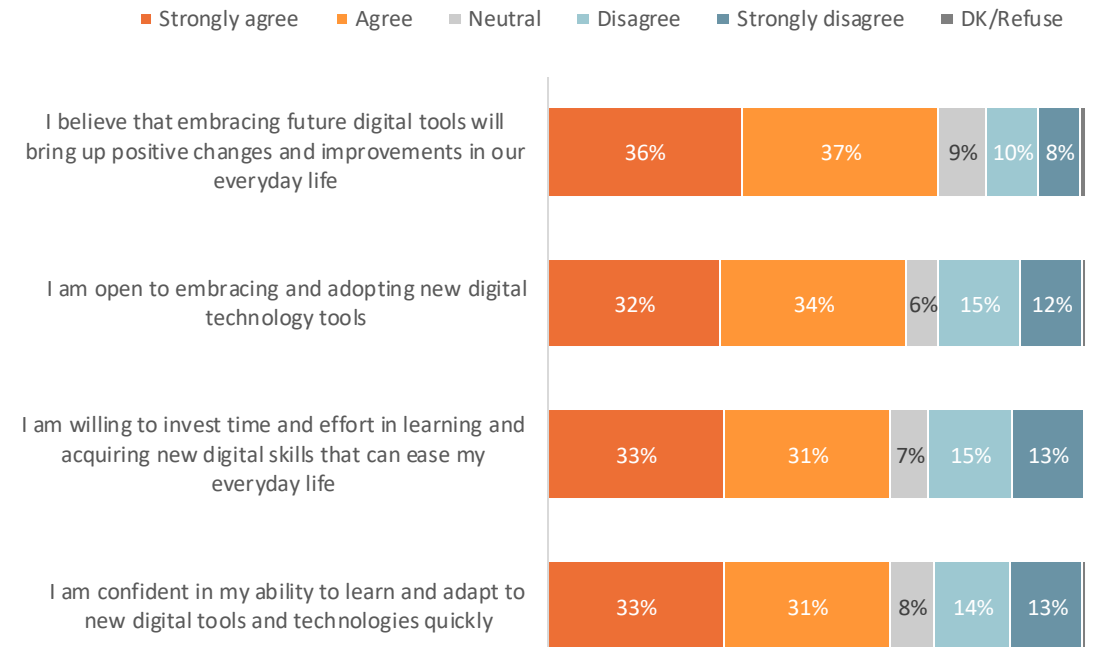 Strongly agree Agree Neutral Disagree Strongly disagree DK/Refuse
I believe that embracing future digital tools will
bring up positive changes and improvements in our
everyday life
36% 37% 9% 10% 8%
I am open to embracing and adopting new digital
technology tools
32% 34% 6% 15% 12%
I am willing to invest time and effort in learning and
acquiring new digital skills that can ease my
everyday life
33% 31% 7% 15% 13%
I am confident in my ability to learn and adapt to
new digital tools and technologies quickly
33% 31% 8% 14% 13%